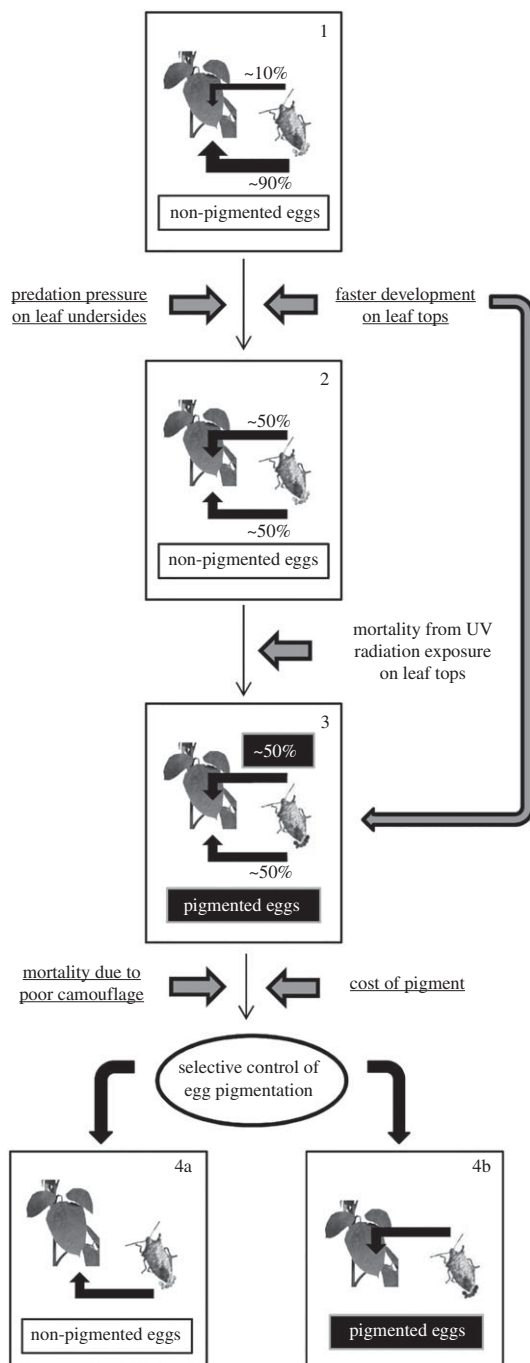 1
~10%
~90%
non-pigmented eggs
predation pressure
on leaf undersides
faster development
on leaf tops
2
~50%
~50%
non-pigmented eggs
mortality from UV
radiation exposure
on leaf tops
3
~50%
~50%
pigmented eggs
mortality due to
poor camouflage
cost of pigment
selective control of
egg pigmentation
4a
non-pigmented eggs
4b
pigmented eggs